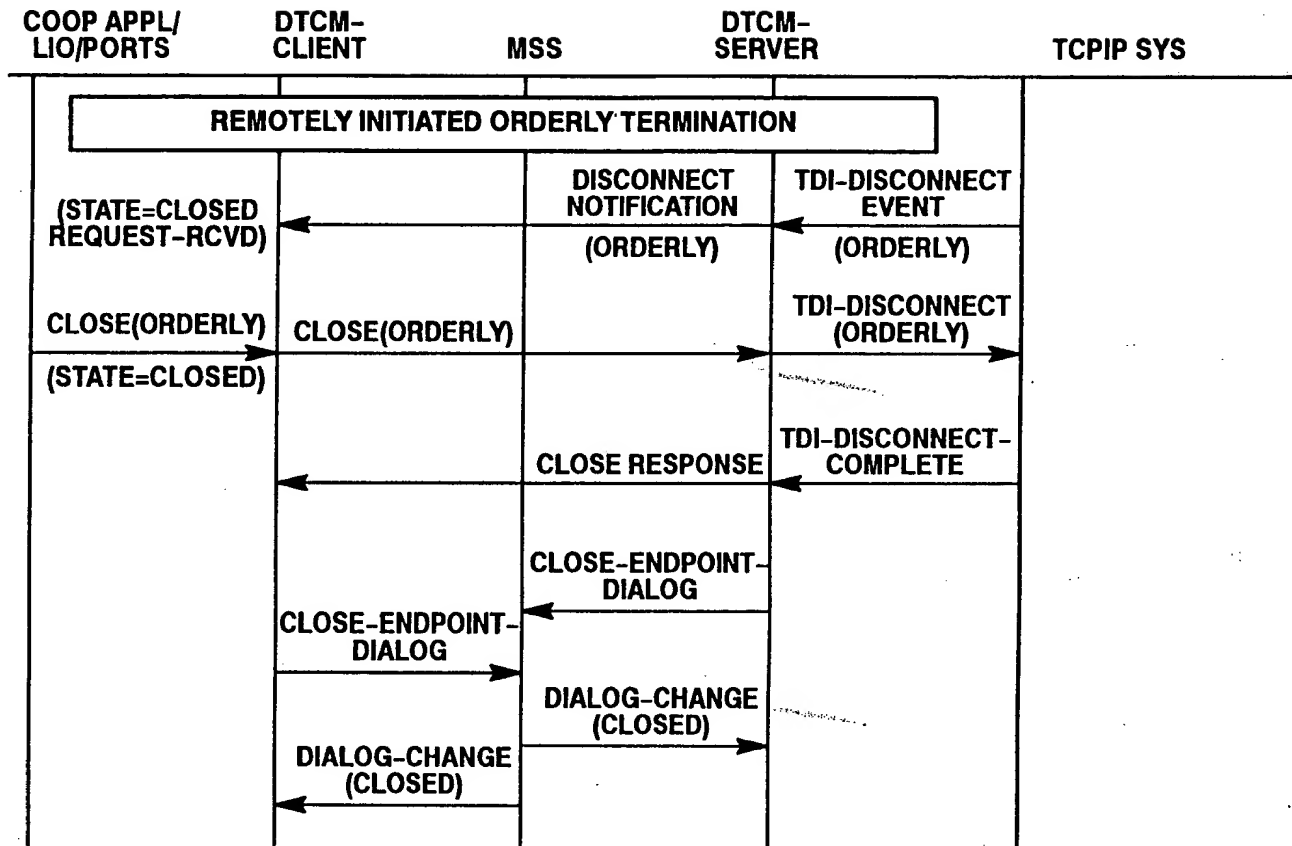 COOP APPL/
LIO/PORTS
DTCM-
CLIENT
MSS
DTCM-
SERVER
TCPIP SYS
REMOTELY INITIATED ORDERLY TERMINATION
(STATE=CLOSED
REQUEST-RCVD)
DISCONNECT
NOTIFICATION
(ORDERLY)
TDI-DISCONNECT
EVENT
(ORDERLY)
CLOSE(ORDERLY)
(STATE=CLOSED)
CLOSE(ORDERLY)
TDI-DISCONNECT
(ORDERLY)
CLOSE RESPONSE
TDI-DISCONNECT-
COMPLETE
CLOSE-ENDPOINT-
DIALOG
CLOSE-ENDPOINT-
DIALOG
DIALOG-CHANGE
(CLOSED)
DIALOG-CHANGE
(CLOSED)